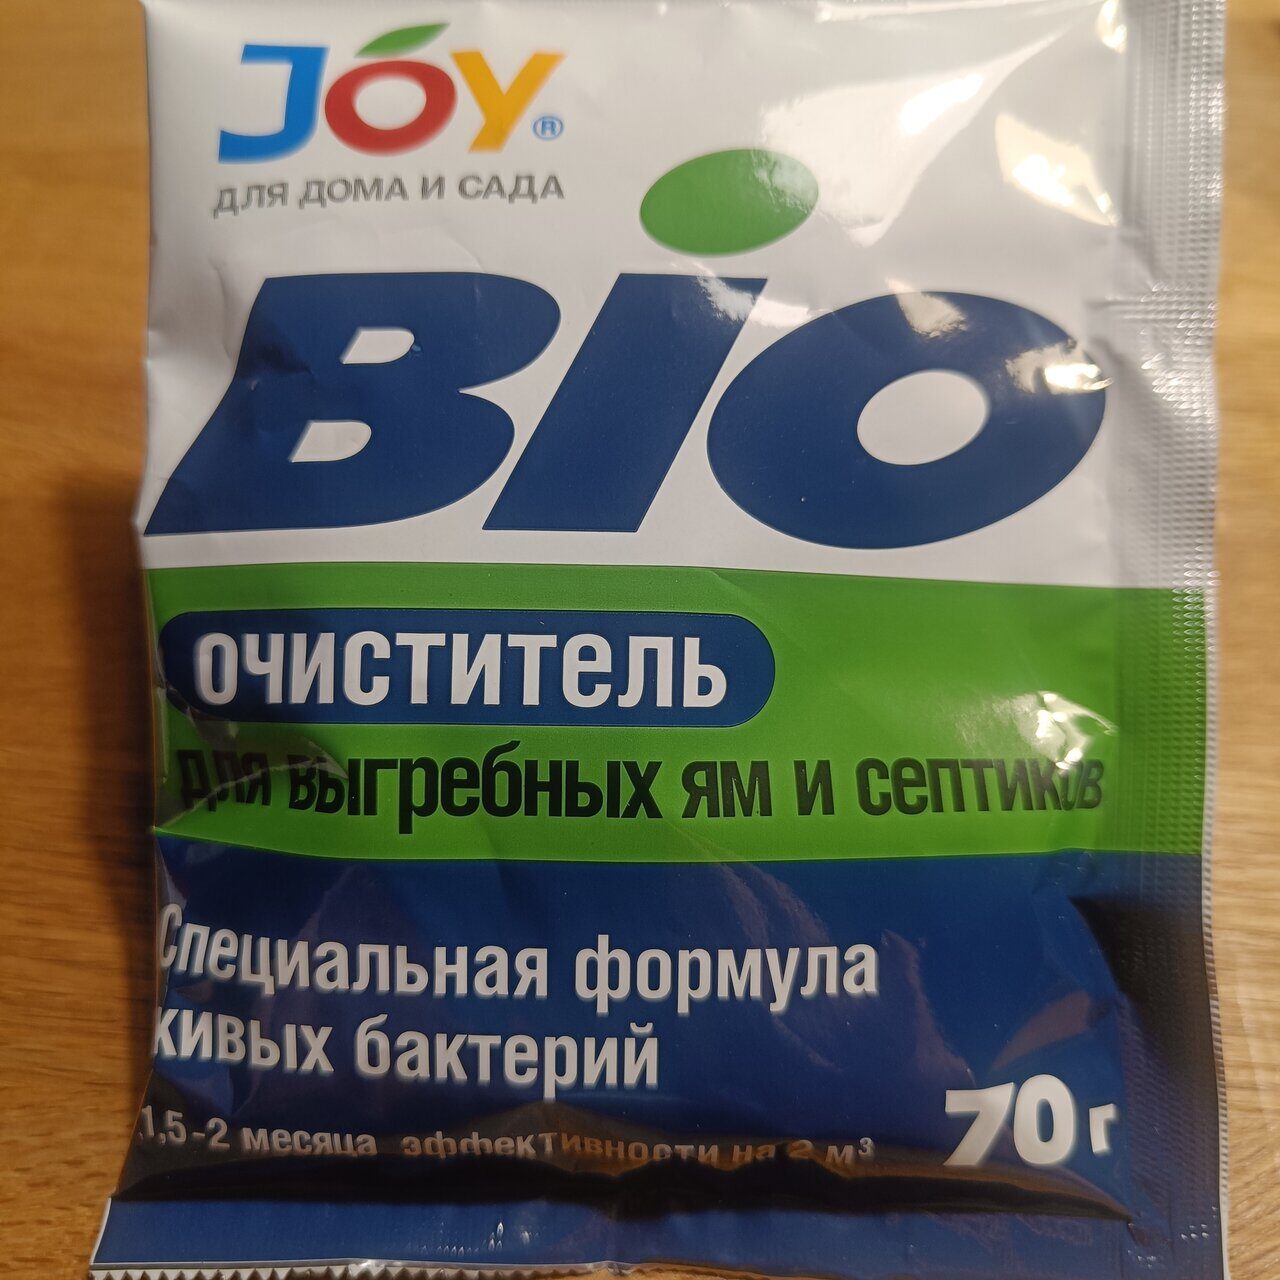 JOY®
ДЛЯ ДОМА И САДА
Bio
ОЧИСТИТЕЛЬ
ДЛЯ ВЫГРЕБНЫХ ЯМ И СЕПТИКОВ
Специальная формула
живых бактерий
1,5-2 месяца эффективности на 2 м³
70 г